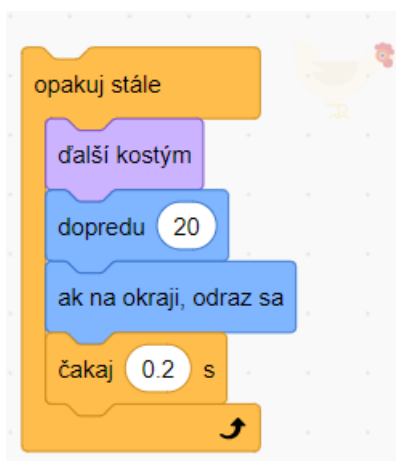 opakuj stále
ďalší kostým
dopredu 20
ak na okraji, odraz sa
čakaj 0.2 s